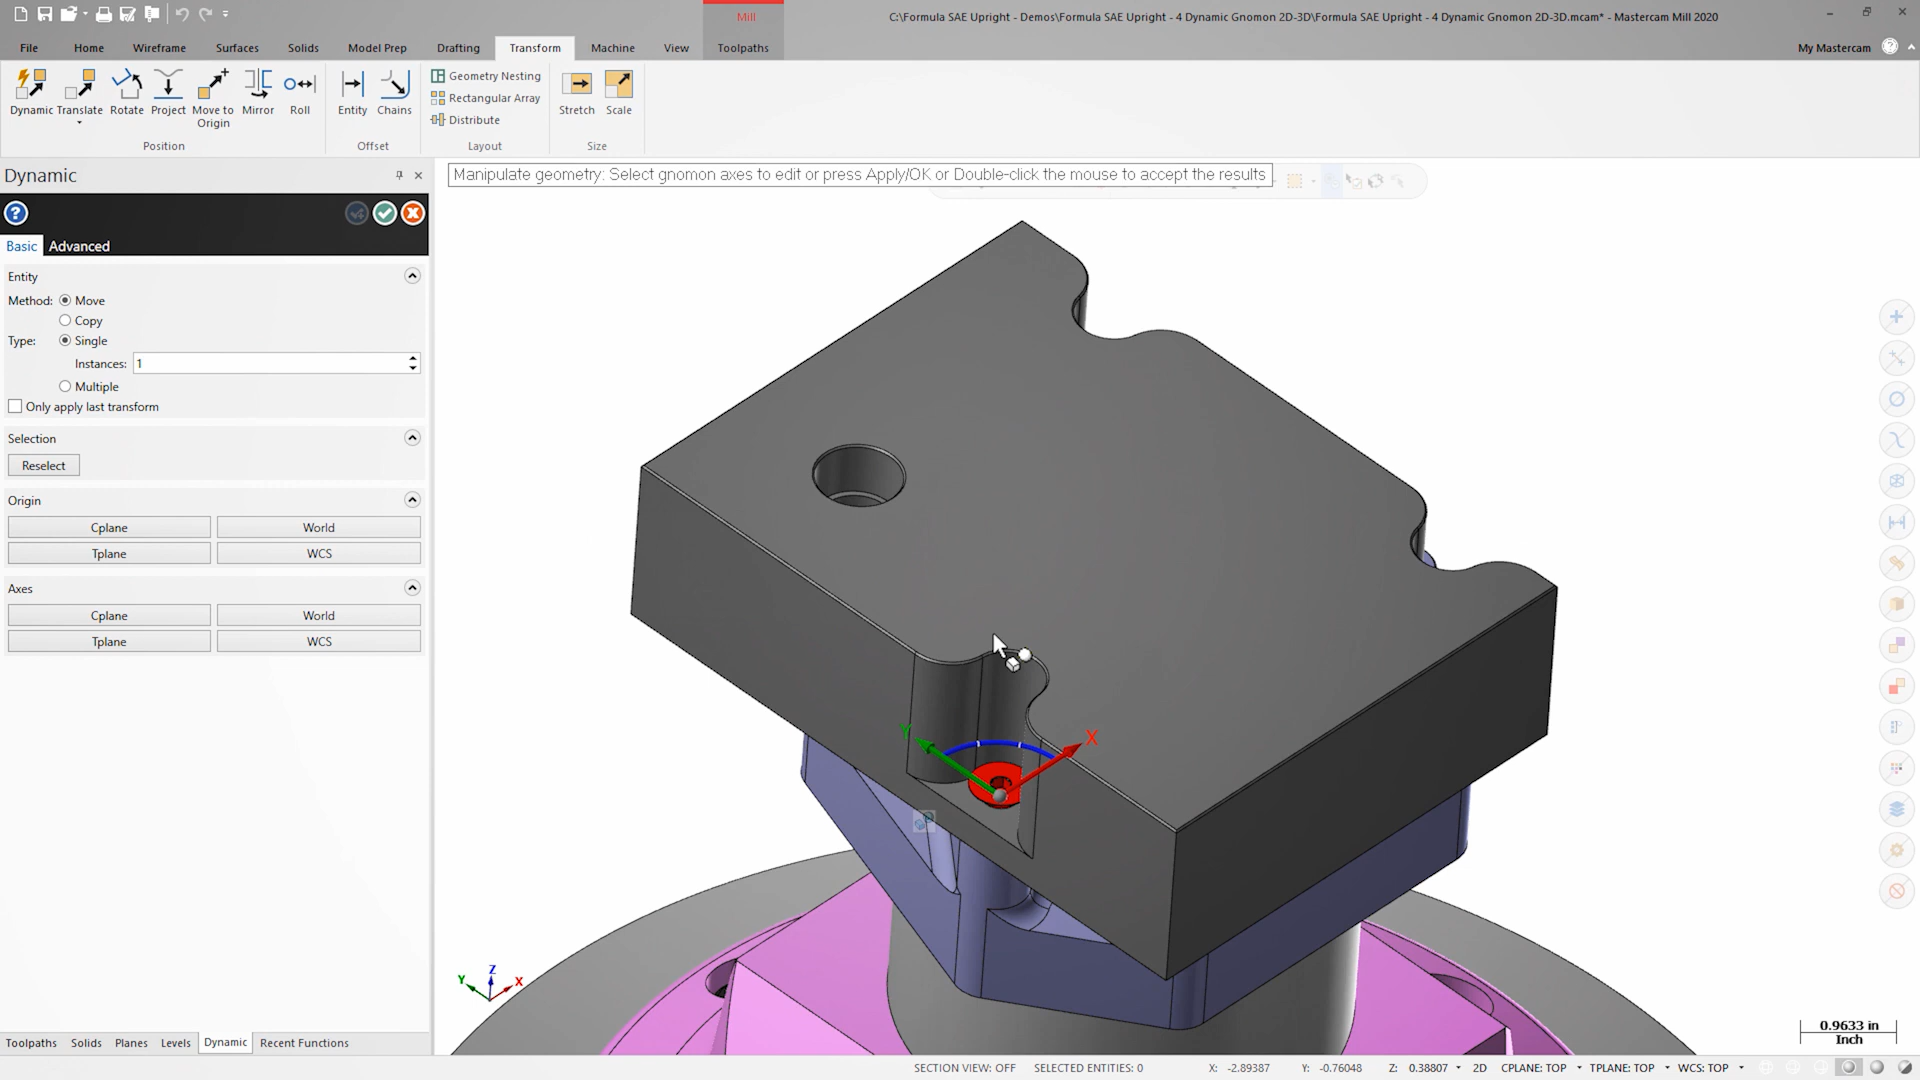 Mill
C:\Formula SAE Upright - Demos\Formula SAE Upright - 4 Dynamic Gnomon 2D-3D\Formula SAE Upright - 4 Dynamic Gnomon 2D-3D.mcam* - Mastercam Mill 2020
File Home Wireframe Surfaces Solids Model Prep Drafting Transform Machine View Toolpaths
My Mastercam
Dynamic Translate Rotate Project Move to Origin Mirror Roll
Position
Entity Chains
Offset
Geometry Nesting
Rectangular Array
Distribute
Layout
Stretch Scale
Size
Dynamic
Manipulate geometry: Select gnomon axes to edit or press Apply/OK or Double-click the mouse to accept the results
Basic Advanced
Entity
Method: Move
Copy
Type: Single
Instances: 1
Multiple
Only apply last transform
Selection
Reselect
Origin
Cplane World
Tplane WCS
Axes
Cplane World
Tplane WCS
Y X
Z
Y X
0.9633 in
Inch
Toolpaths Solids Planes Levels Dynamic Recent Functions
SECTION VIEW: OFF SELECTED ENTITIES: 0 X: -2.89387 Y: -0.76048 Z: 0.38807 2D CPLANE: TOP TPLANE: TOP WCS: TOP